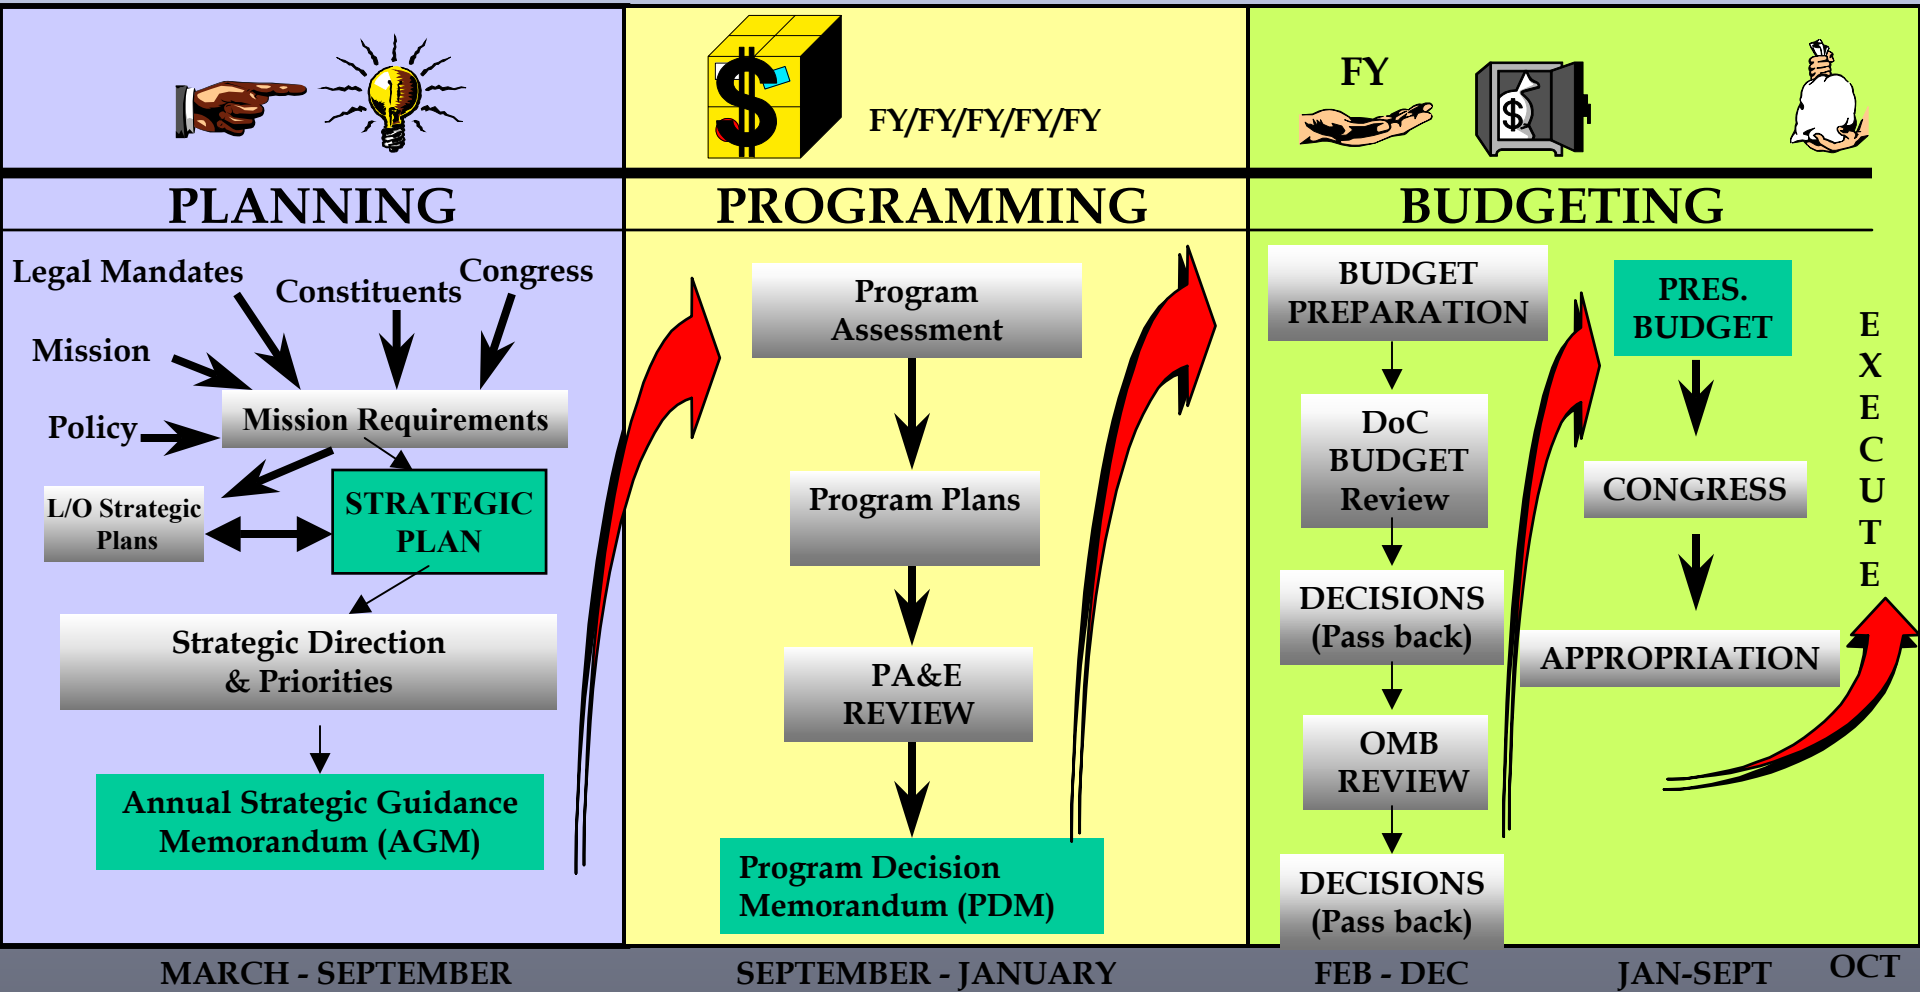 $
FY/FY/FY/FY/FY
FY
$
PLANNING
PROGRAMMING
BUDGETING
Legal Mandates
Constituents
Congress
Mission
Policy
Mission Requirements
L/O Strategic
Plans
STRATEGIC
PLAN
Strategic Direction
& Priorities
Annual Strategic Guidance
Memorandum (AGM)
Program
Assessment
Program Plans
PA&E
REVIEW
Program Decision
Memorandum (PDM)
BUDGET
PREPARATION
DoC
BUDGET
Review
DECISIONS
(Pass back)
OMB
REVIEW
DECISIONS
(Pass back)
PRES.
BUDGET
CONGRESS
APPROPRIATION
E
X
E
C
U
T
E
MARCH - SEPTEMBER
SEPTEMBER - JANUARY
FEB - DEC
JAN-SEPT
OCT